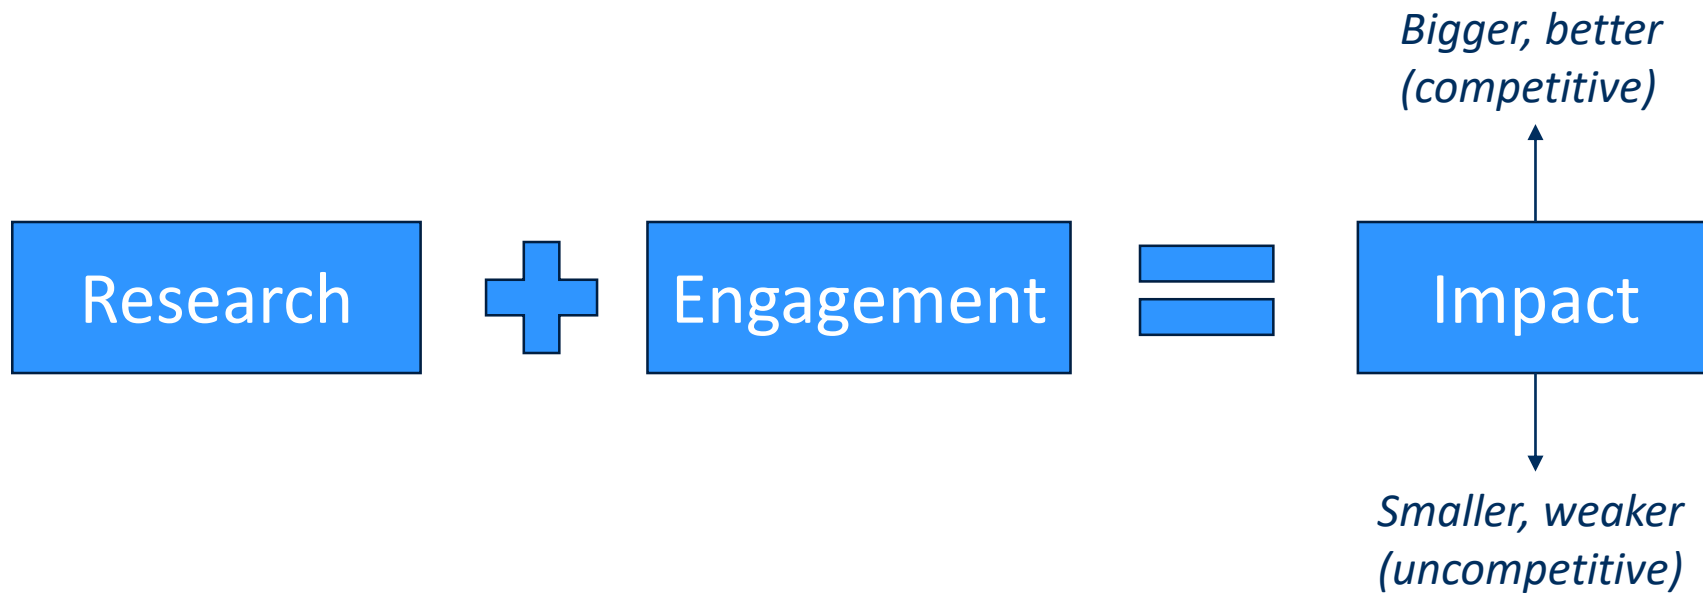 Bigger, better
(competitive)
Research
Engagement
Impact
Smaller, weaker
(uncompetitive)